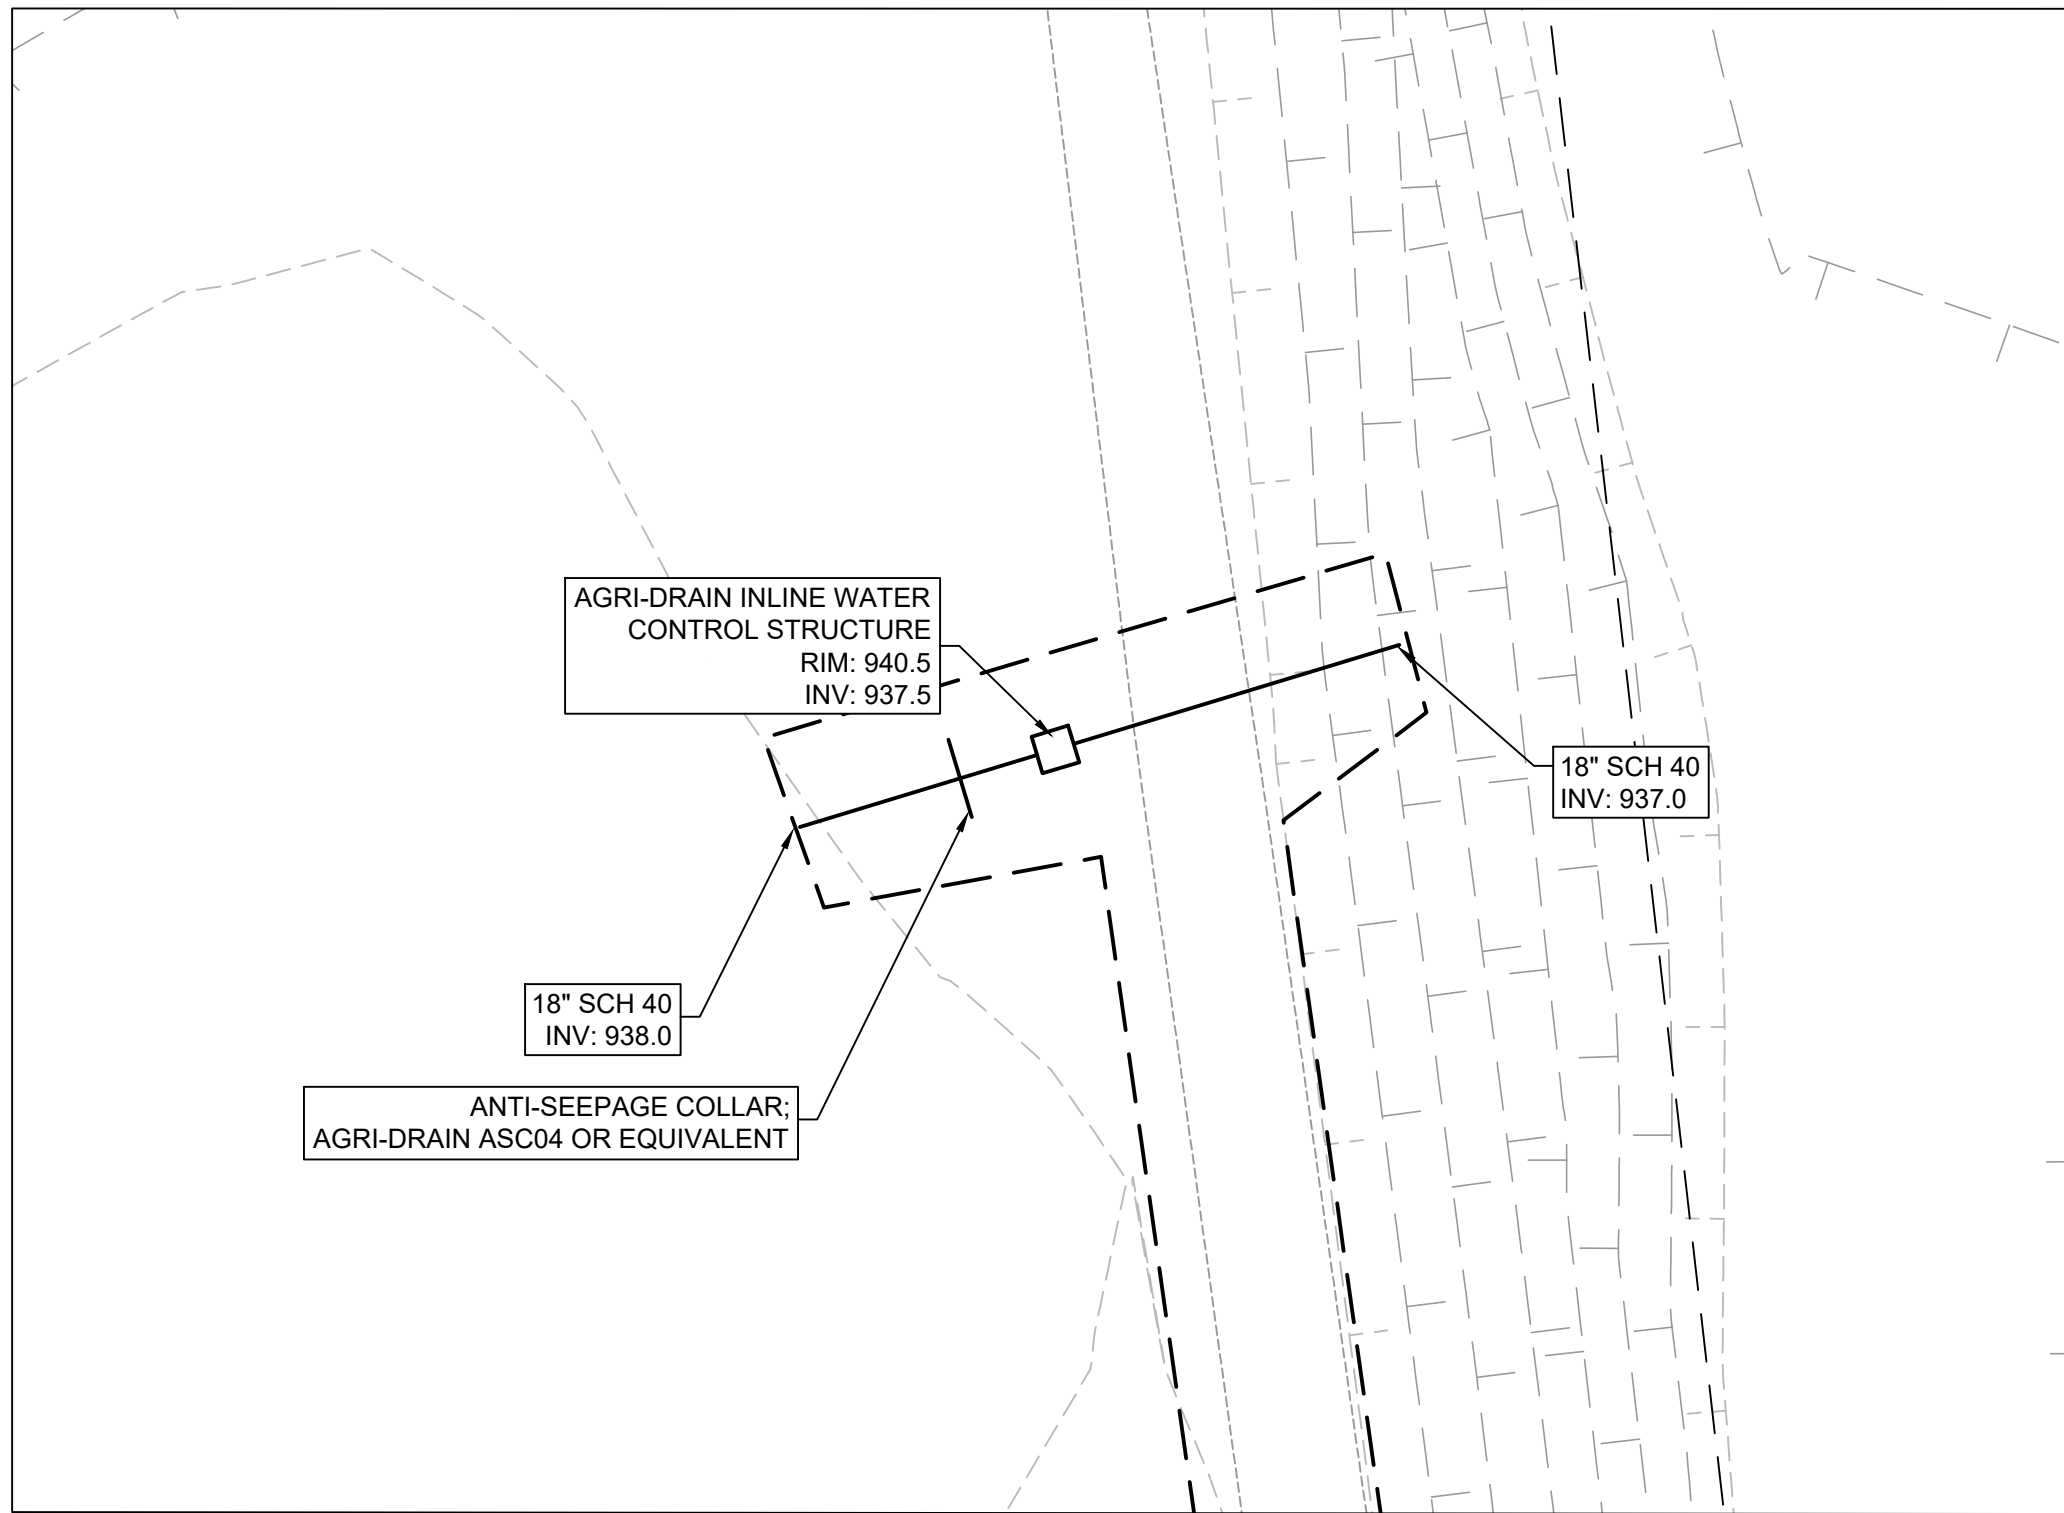 AGRI-DRAIN INLINE WATER
CONTROL STRUCTURE
RIM: 940.5
INV: 937.5
18" SCH 40
INV: 937.0
18" SCH 40
INV: 938.0
ANTI-SEEPAGE COLLAR;
AGRI-DRAIN ASC04 OR EQUIVALENT